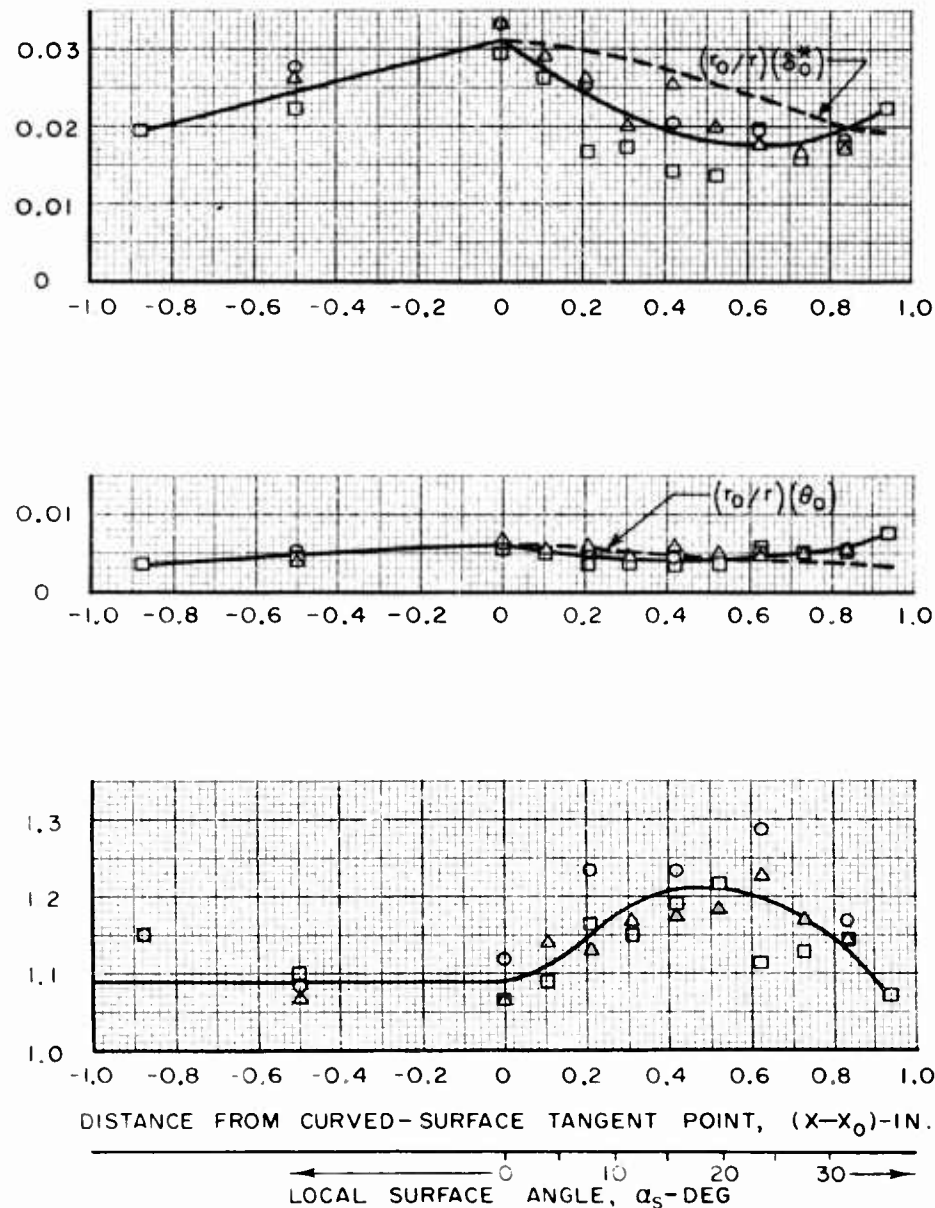 0.03
(r₀/r)(δ₀*)
0.02
0.01
0
-1.0 -0.8 -0.6 -0.4 -0.2 0 0.2 0.4 0.6 0.8 1.0
0.01
(r₀/r)(θ₀)
0
-1.0 -0.8 -0.6 -0.4 -0.2 0 0.2 0.4 0.6 0.8 1.0
1.3
1.2
1.1
1.0
-1.0 -0.8 -0.6 -0.4 -0.2 0 0.2 0.4 0.6 0.8 1.0
DISTANCE FROM CURVED-SURFACE TANGENT POINT, (X-X₀)-IN.
0 10 20 30
LOCAL SURFACE ANGLE, αₛ-DEG